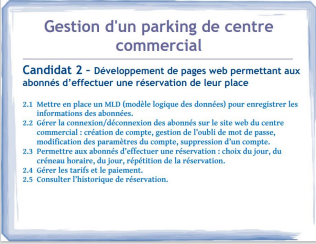 Gestion d'un parking de centre
commercial
Candidat 2 – Développement de pages web permettant aux
abonnés d'effectuer une réservation de leur place
2.1 Mettre en place un MLD (modèle logique des données) pour enregistrer les
informations des abonnés.
2.2 Gérer la connexion/déconnexion des abonnés sur le site web du centre
commercial : création de compte, gestion de l'oubli de mot de passe,
modification des paramètres du compte, suppression d'un compte.
2.3 Permettre aux abonnés d'effectuer une réservation : choix du jour, du
créneau horaire, du jour, répétition de la réservation.
2.4 Gérer les tarifs et le paiement.
2.5 Consulter l'historique de réservation.